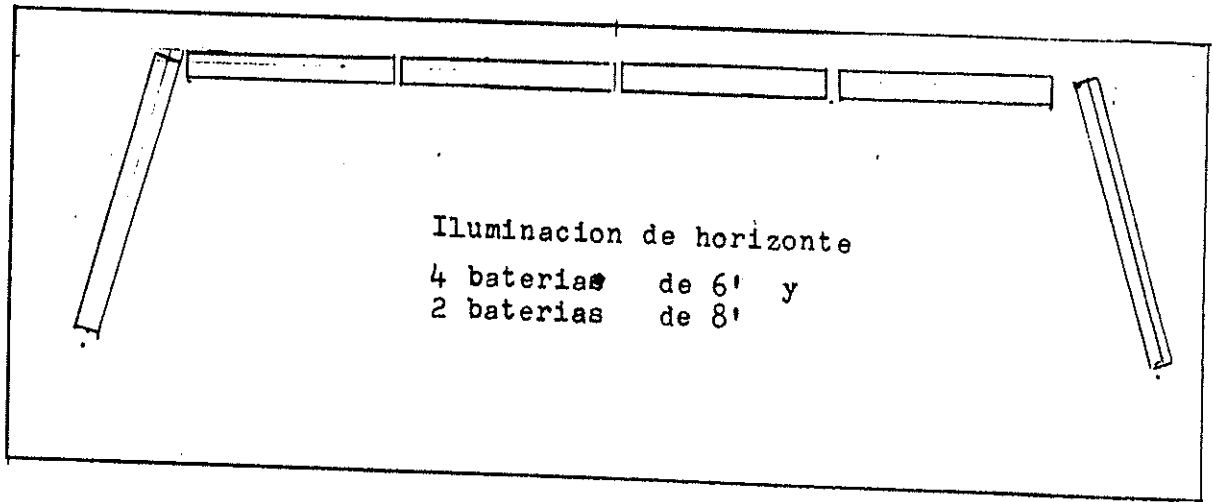 Iluminacion de horizonte
4 baterias de 6' y
2 baterias de 8'